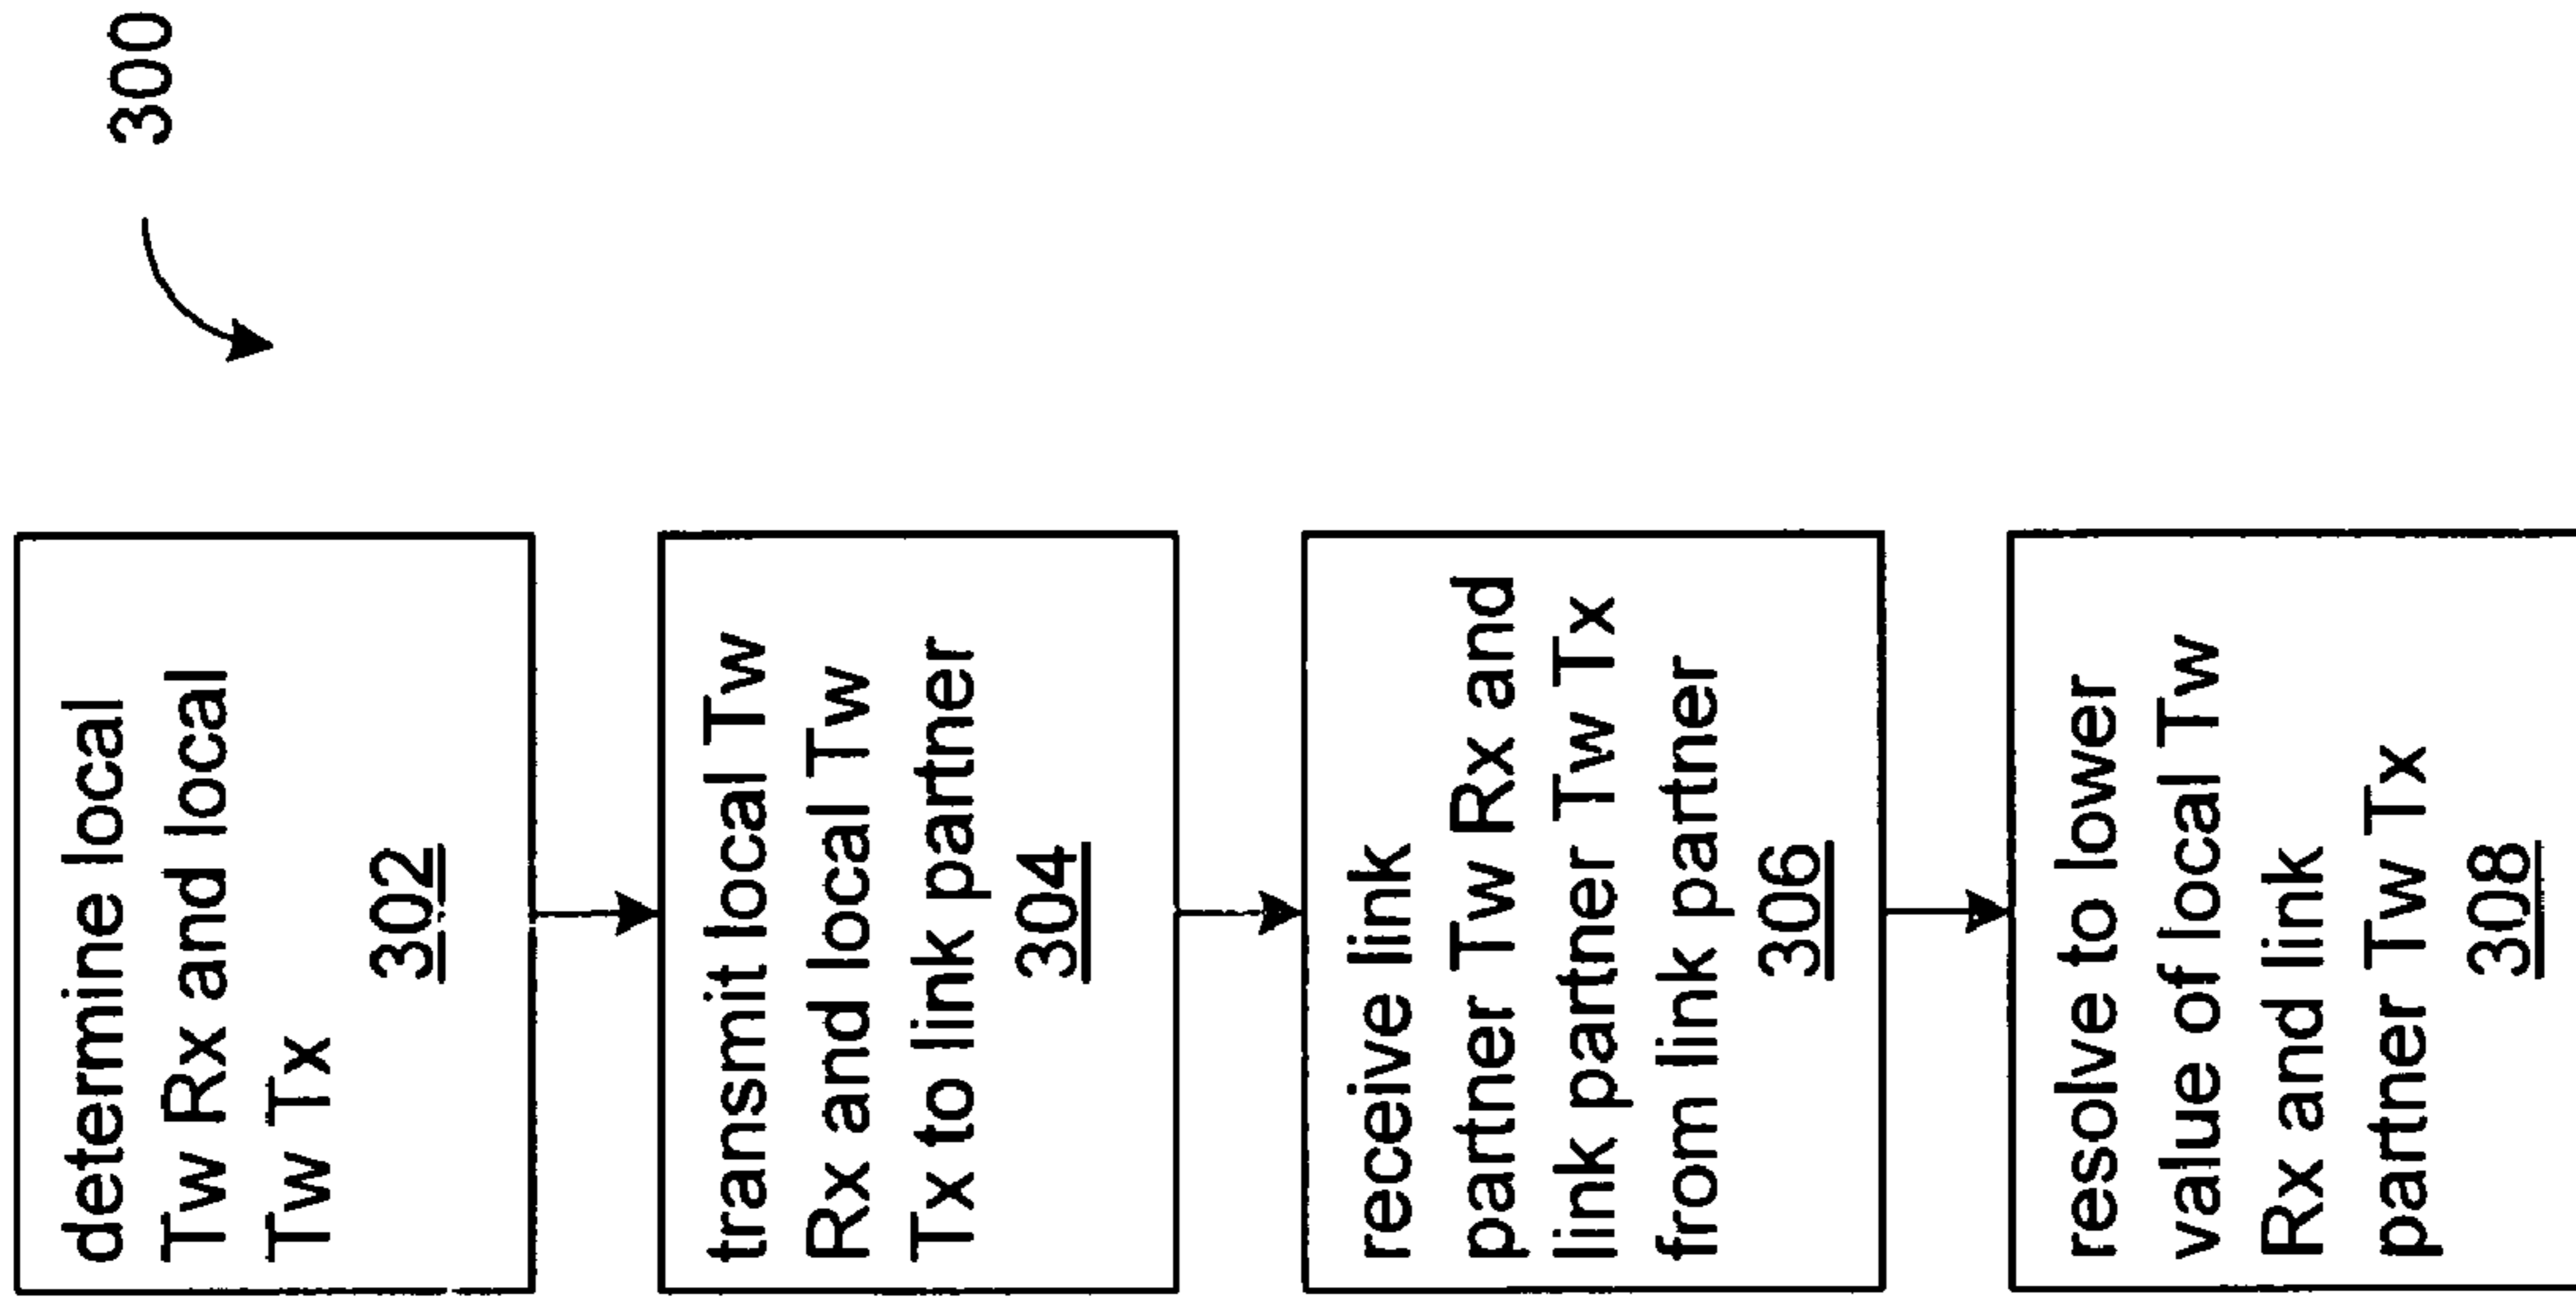 300
determine local
Tw Rx and local
Tw Tx
302
transmit local Tw
Rx and local Tw
Tx to link partner
304
receive link
partner Tw Rx and
link partner Tw Tx
from link partner
306
resolve to lower
value of local Tw
Rx and link
partner Tw Tx
308